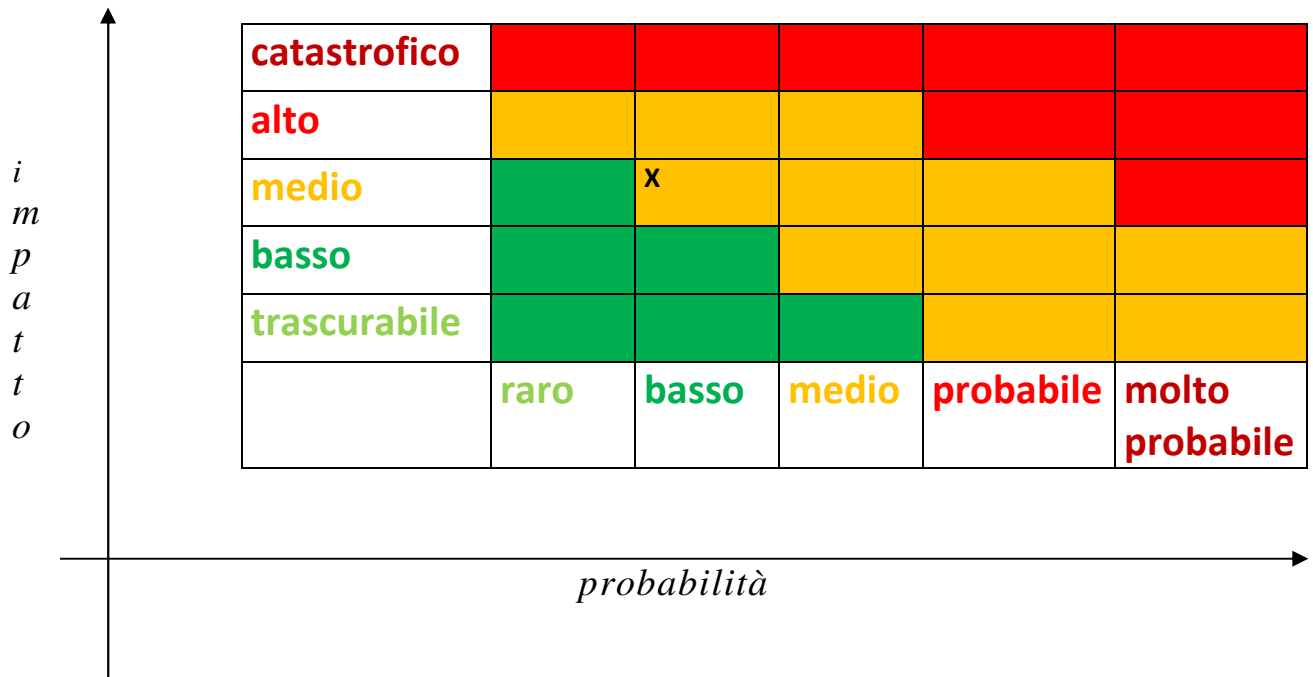 catastrofico
alto
medio
X
basso
trascurabile
raro
basso
medio
probabile
molto
probabile
i
m
p
a
t
t
o
probabilità